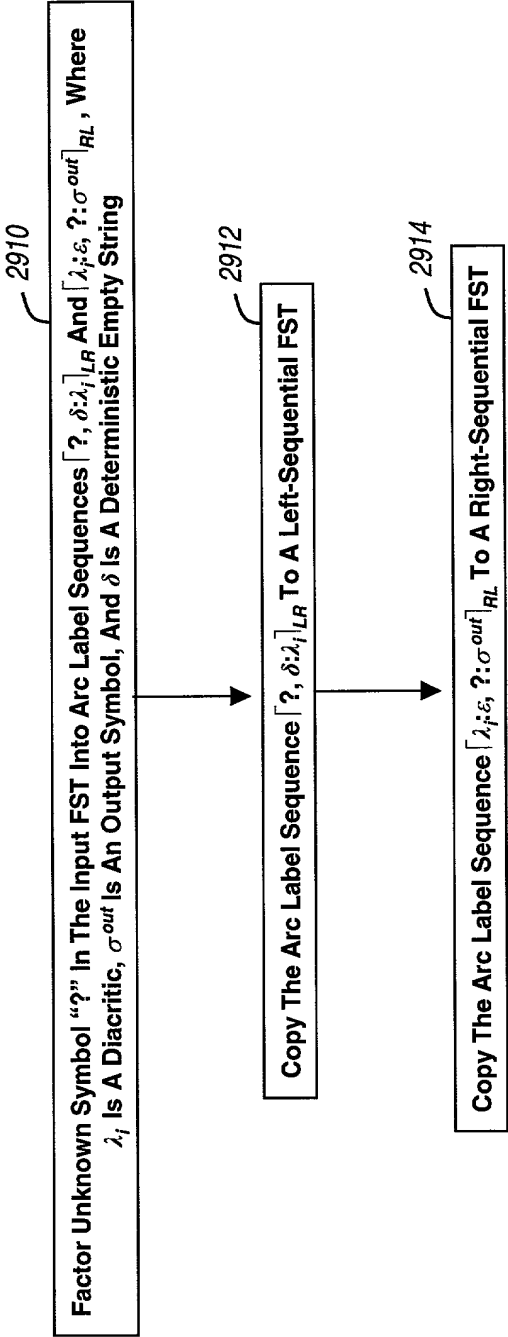 2910
Factor Unknown Symbol "?" In The Input FST Into Arc Label Sequences ⌈?, δ:λᵢ⌉LR And ⌈λᵢ:ε, ?:σᵒᵘᵗ⌉RL, Where
λᵢ Is A Diacritic, σᵒᵘᵗ Is An Output Symbol, And δ Is A Deterministic Empty String
2912
Copy The Arc Label Sequence ⌈?, δ:λᵢ⌉LR To A Left-Sequential FST
2914
Copy The Arc Label Sequence ⌈λᵢ:ε, ?:σᵒᵘᵗ⌉RL To A Right-Sequential FST